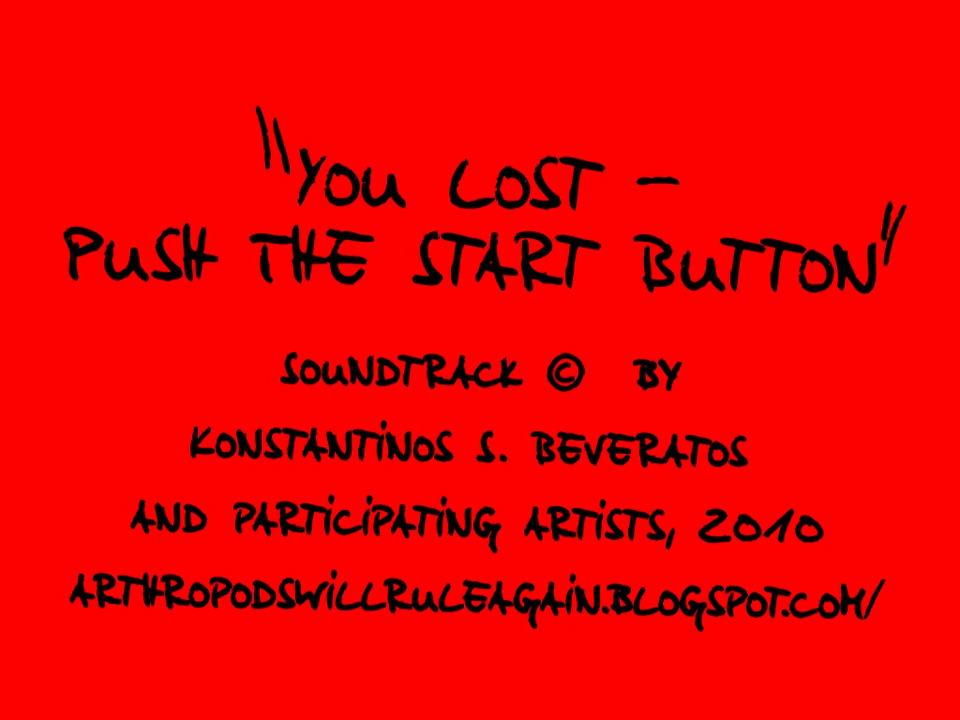 "YOU LOST –
PUSH THE START BUTTON"
SOUNDTRACK © BY
KONSTANTINOS S. BEVERATOS
AND PARTICIPATING ARTISTS, 2010
ARTHROPODSWILLRULEAGAIN.BLOGSPOT.COM/